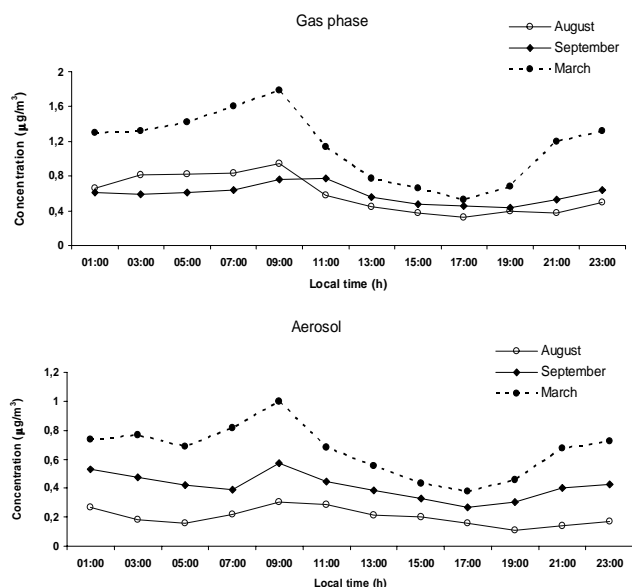 Gas phase
August
September
March
Concentration (µg/m³)
2
1,6
1,2
0,8
0,4
0
01:00 03:00 05:00 07:00 09:00 11:00 13:00 15:00 17:00 19:00 21:00 23:00
Local time (h)
Aerosol
August
September
March
Concentration (µg/m³)
1,2
1
0,8
0,6
0,4
0,2
0
01:00 03:00 05:00 07:00 09:00 11:00 13:00 15:00 17:00 19:00 21:00 23:00
Local time (h)